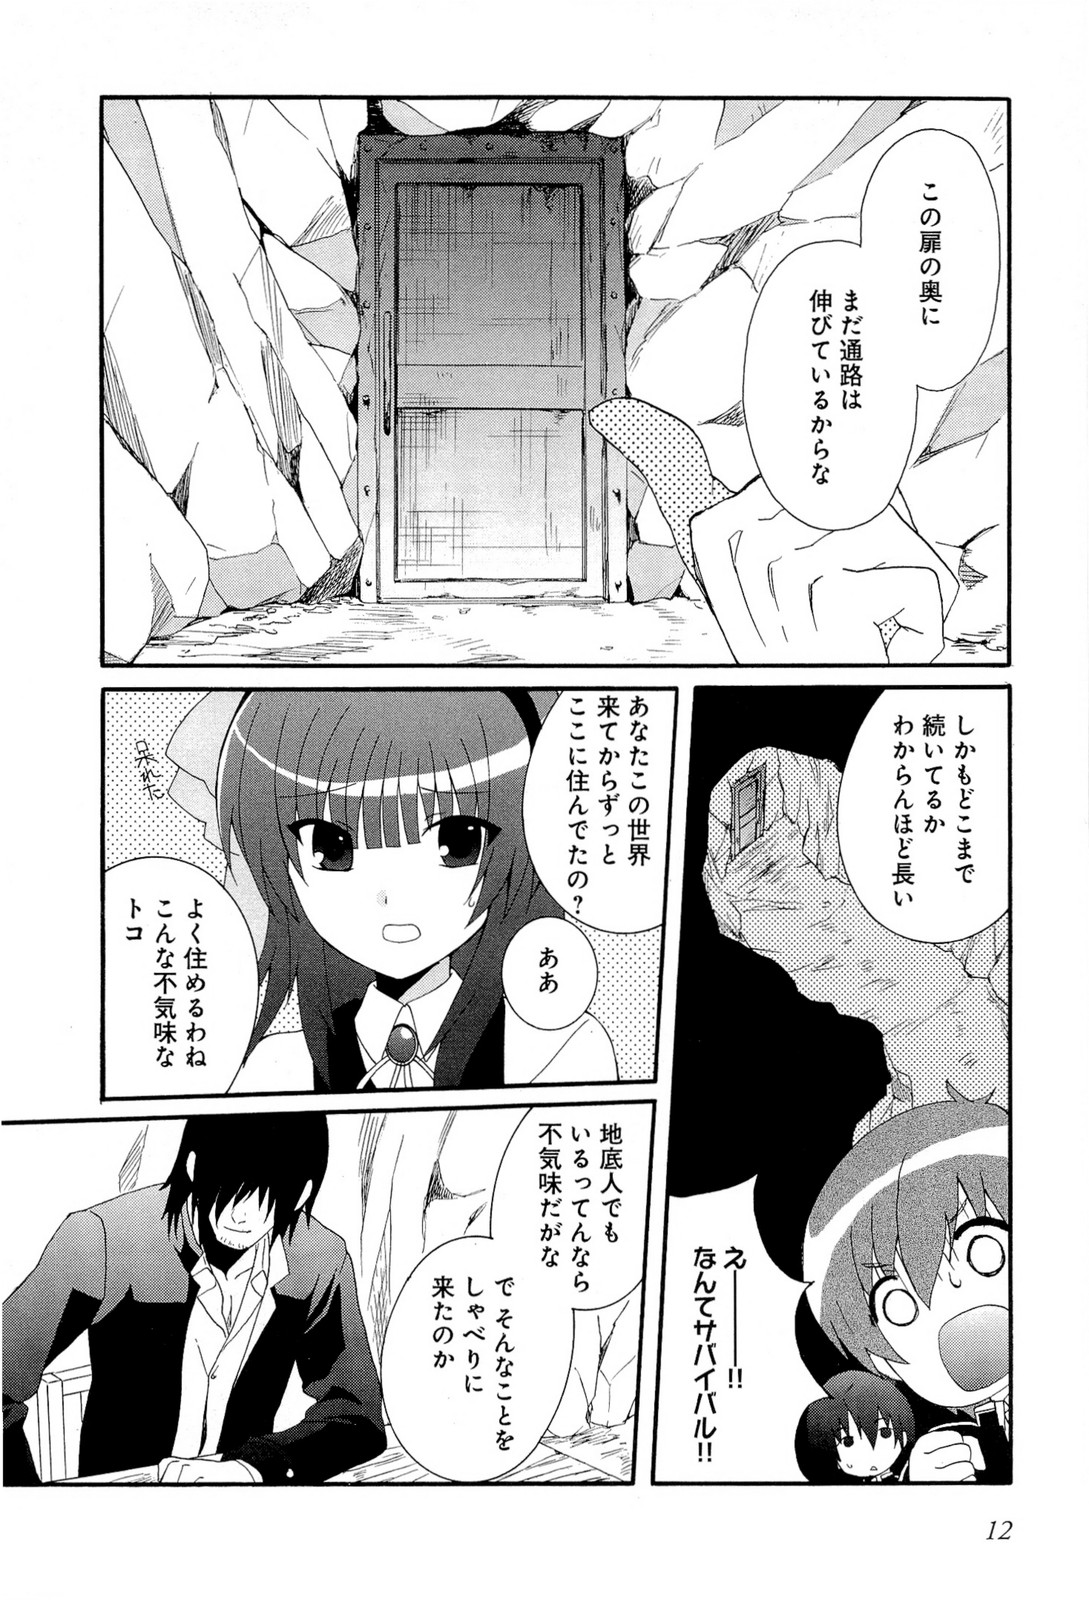 この扉の奥に
まだ通路は
伸びているからな
しかもどこまで
続いてるか
わからんほど長い
えーーー!!
なんてサバイバル!!
あなたこの世界
来てからずっと
ここに住んでたの?
ああ
呆れた
よく住めるわね
こんな不気味な
トコ
地底人でも
いるってんなら
不気味だがな
で そんなことを
しゃべりに
来たのか
12